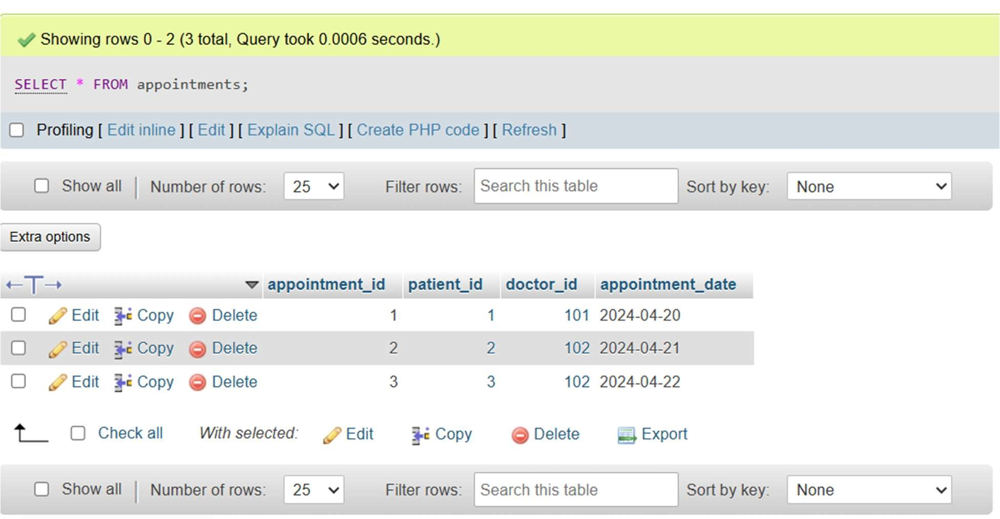 Showing rows 0 - 2 (3 total, Query took 0.0006 seconds.)
SELECT * FROM appointments;
Profiling [ Edit inline ] [ Edit ] [ Explain SQL ] [ Create PHP code ] [ Refresh ]
Show all | Number of rows: 25 Filter rows: Search this table Sort by key: None
Extra options
←T→ appointment_id patient_id doctor_id appointment_date
Edit Copy Delete 1 1 101 2024-04-20
Edit Copy Delete 2 2 102 2024-04-21
Edit Copy Delete 3 3 102 2024-04-22
Check all With selected: Edit Copy Delete Export
Show all | Number of rows: 25 Filter rows: Search this table Sort by key: None